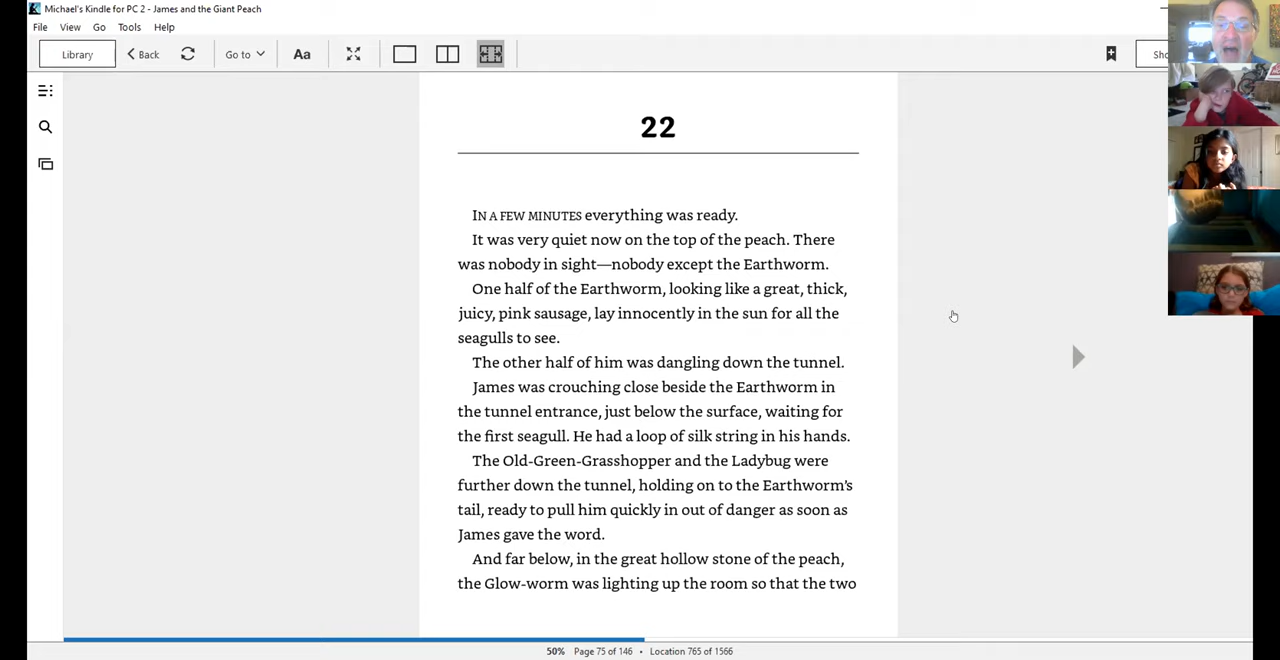 Michael's Kindle for PC 2 - James and the Giant Peach
File View Go Tools Help
Library Back Go to Aa
22
IN A FEW MINUTES everything was ready.
It was very quiet now on the top of the peach. There
was nobody in sight—nobody except the Earthworm.
One half of the Earthworm, looking like a great, thick,
juicy, pink sausage, lay innocently in the sun for all the
seagulls to see.
The other half of him was dangling down the tunnel.
James was crouching close beside the Earthworm in
the tunnel entrance, just below the surface, waiting for
the first seagull. He had a loop of silk string in his hands.
The Old-Green-Grasshopper and the Ladybug were
further down the tunnel, holding on to the Earthworm's
tail, ready to pull him quickly in out of danger as soon as
James gave the word.
And far below, in the great hollow stone of the peach,
the Glow-worm was lighting up the room so that the two
50% Page 75 of 146 • Location 765 of 1566